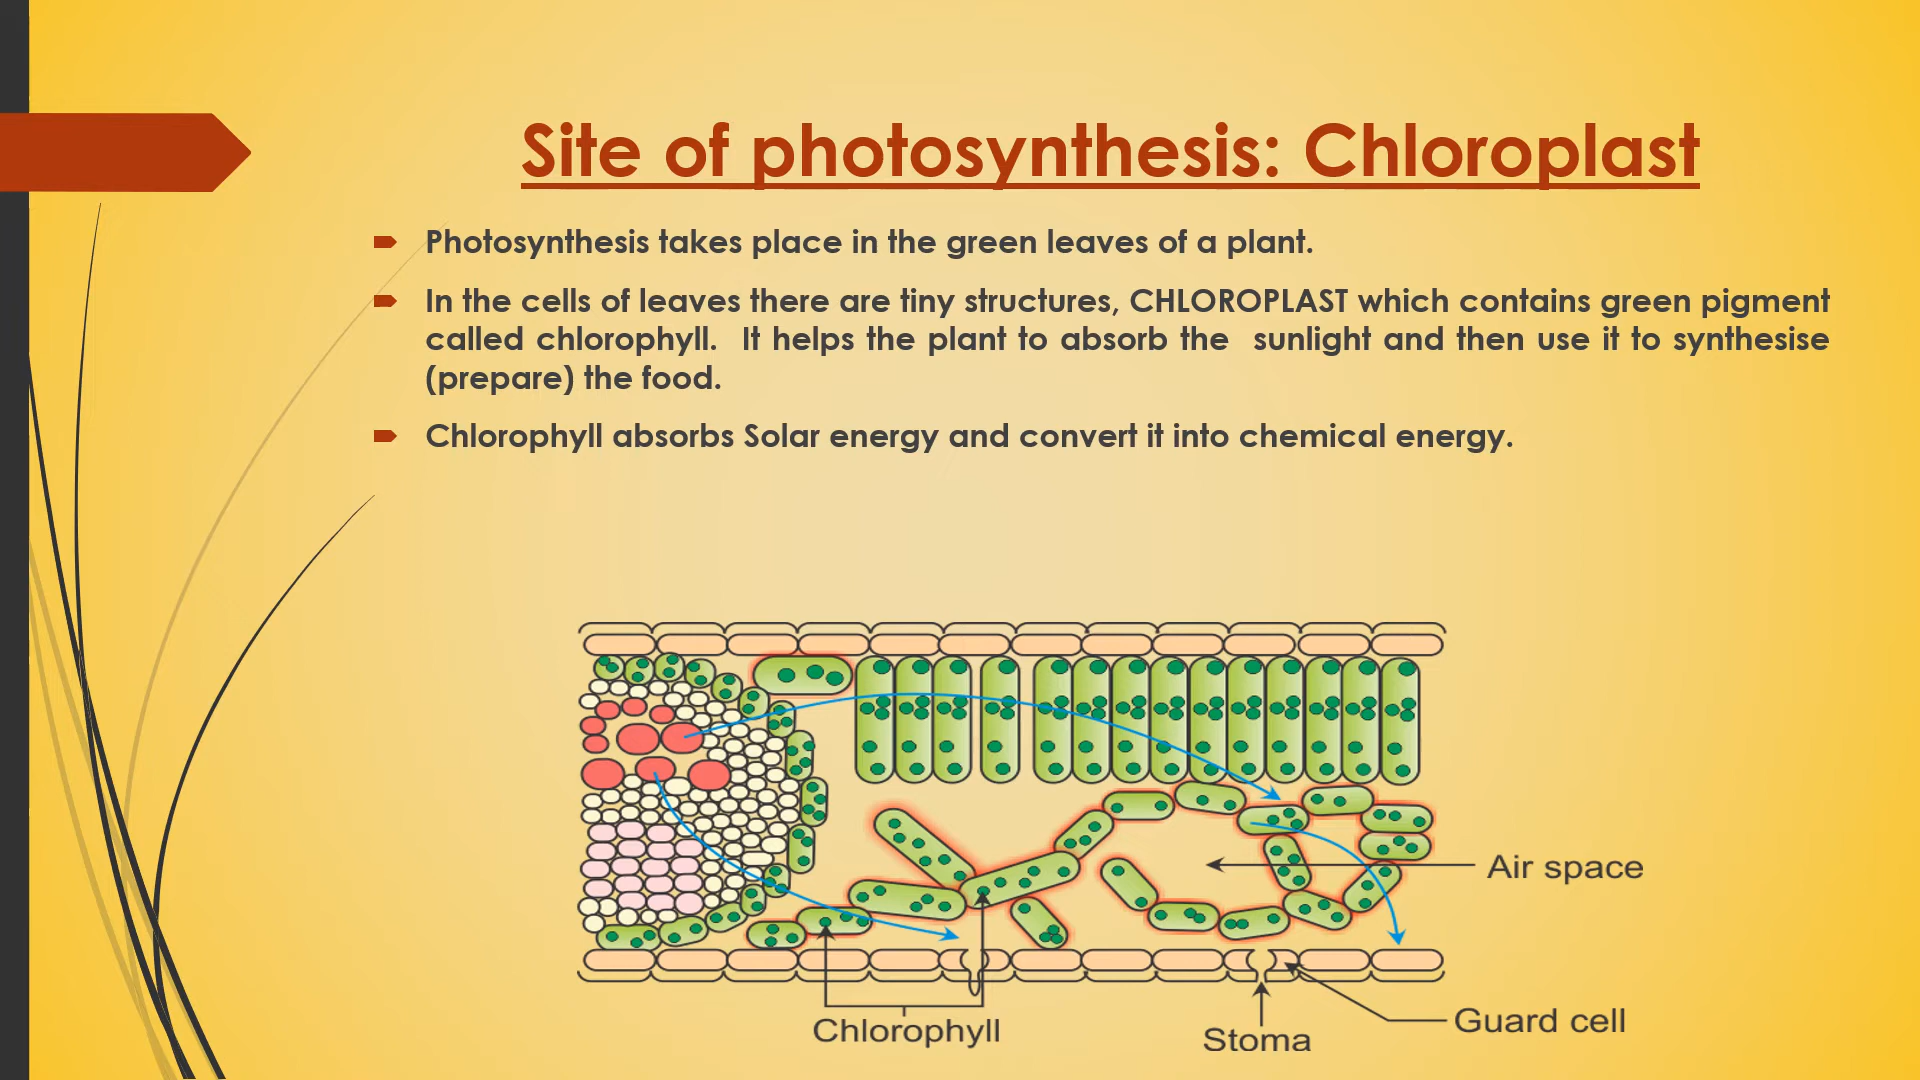 Site of photosynthesis: Chloroplast
Photosynthesis takes place in the green leaves of a plant.
In the cells of leaves there are tiny structures, CHLOROPLAST which contains green pigment
called chlorophyll. It helps the plant to absorb the sunlight and then use it to synthesise
(prepare) the food.
Chlorophyll absorbs Solar energy and convert it into chemical energy.
Air space
Guard cell
Chlorophyll
Stoma